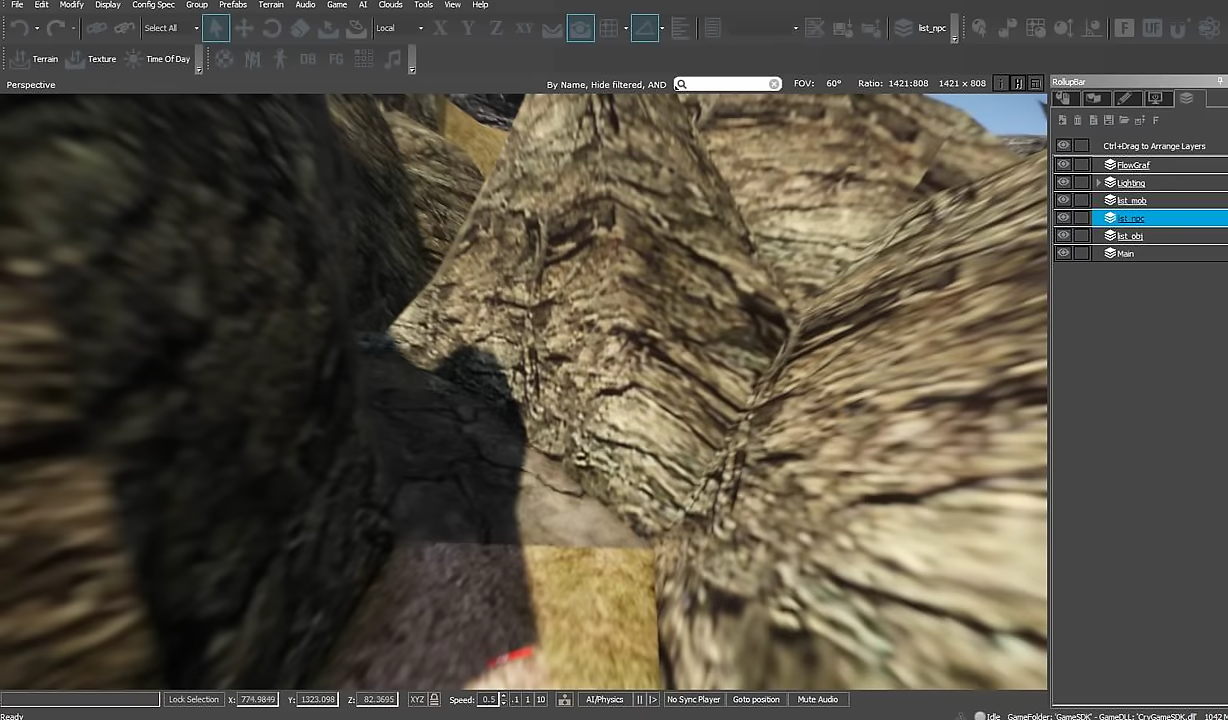 File Edit Modify Display Config Spec Group Prefabs Terrain Audio Game AI Clouds Tools View Help
Select All Local X Y Z XY list_npc F UF
Terrain Texture Time Of Day DB FG
Perspective By Name, Hide filtered, AND FOV: 60° Ratio: 1421:808 1421 x 808
RollupBar
F
Ctrl+Drag to Arrange Layers
FlowGraf
Lighting
list_mob
list_npc
list_obj
Main
Lock Selection X: 774.9849 Y: 1323.098 Z: 82.3695 XYZ Speed: 0.5 .1 1 10 AI/Physics No Sync Player Goto position Mute Audio
Ready Idle GameFolder: 'GameSDK' - GameDLL: 'CryGameSDK.dll'